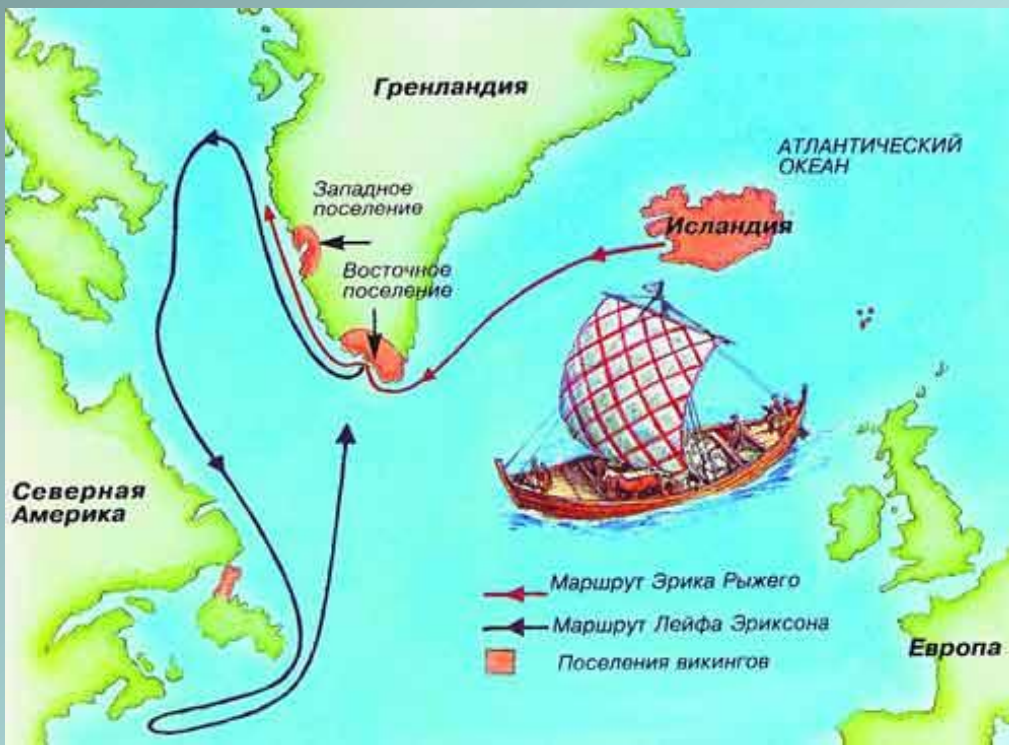 Гренландия
АТЛАНТИЧЕСКИЙ
ОКЕАН
Западное
поселение
Исландия
Восточное
поселение
Северная
Америка
Маршрут Эрика Рыжего
Маршрут Лейфа Эриксона
Поселения викингов
Европа